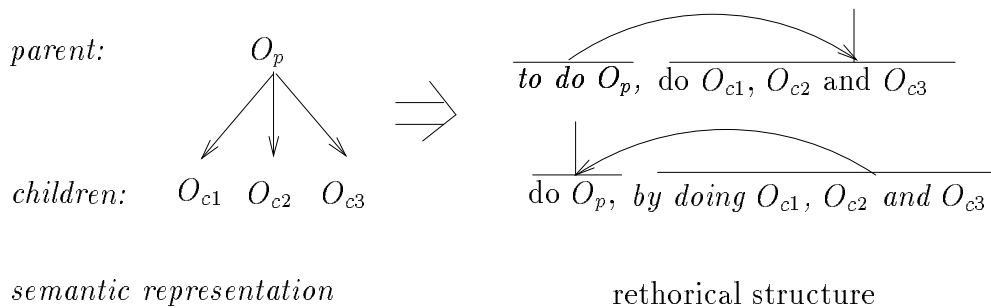 parent: O_p
to do O_p, do O_c1, O_c2 and O_c3
children: O_c1 O_c2 O_c3
do O_p, by doing O_c1, O_c2 and O_c3
semantic representation
rethorical structure